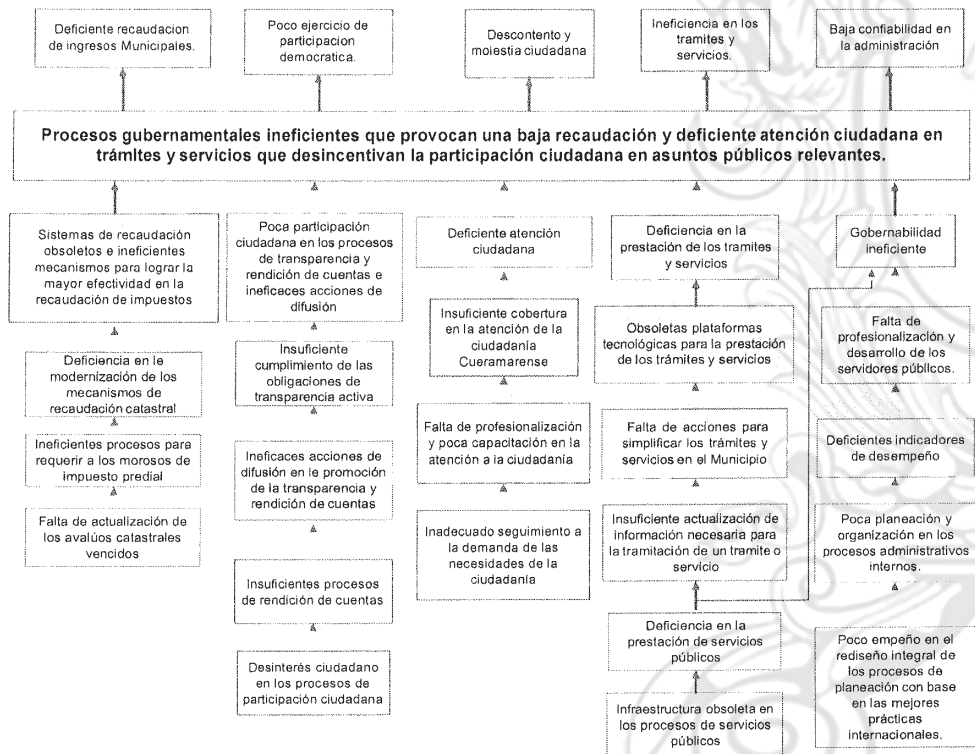 Deficiente recaudacion
de ingresos Municipales.
Poco ejercicio de
participacion
democratica.
Descontento y
molestia ciudadana
Ineficiencia en los
tramites y
servicios.
Baja confiabilidad en
la administración
Procesos gubernamentales ineficientes que provocan una baja recaudación y deficiente atención ciudadana en
trámites y servicios que desincentivan la participación ciudadana en asuntos públicos relevantes.
Sistemas de recaudación
obsoletos e ineficientes
mecanismos para lograr la
mayor efectividad en la
recaudación de impuestos
Deficiencia en le
modernización de los
mecanismos de
recaudación catastral
Ineficientes procesos para
requerir a los morosos de
impuesto predial
Falta de actualización de
los avalúos catastrales
vencidos
Poca participación
ciudadana en los procesos
de transparencia y
rendición de cuentas e
ineficaces acciones de
difusión
Insuficiente
cumplimiento de las
obligaciones de
transparencia activa
Ineficaces acciones de
difusión en le promoción
de la transparencia y
rendición de cuentas
Insuficientes procesos
de rendición de cuentas
Desinterés ciudadano
en los procesos de
participación ciudadana
Deficiente atención
ciudadana
Insuficiente cobertura
en la atención de la
ciudadanía
Cueramarense
Falta de profesionalización
y poca capacitación en la
atención a la ciudadanía
Inadecuado seguimiento a
la demanda de las
necesidades de la
ciudadanía
Deficiencia en la
prestación de los tramites
y servicios
Obsoletas plataformas
tecnológicas para la prestación
de los trámites y servicios
Falta de acciones para
simplificar los trámites y
servicios en el Municipio
Insuficiente actualización de
información necesaria para
la tramitación de un tramite o
servicio
Deficiencia en la
prestación de servicios
públicos
Infraestructura obsoleta en
los procesos de servicios
públicos
Gobernabilidad
ineficiente
Falta de
profesionalización y
desarrollo de los
servidores públicos.
Deficientes indicadores
de desempeño
Poca planeación y
organización en los
procesos administrativos
internos.
Poco empeño en el
rediseño integral de
los procesos de
planeación con base
en las mejores
prácticas
internacionales.